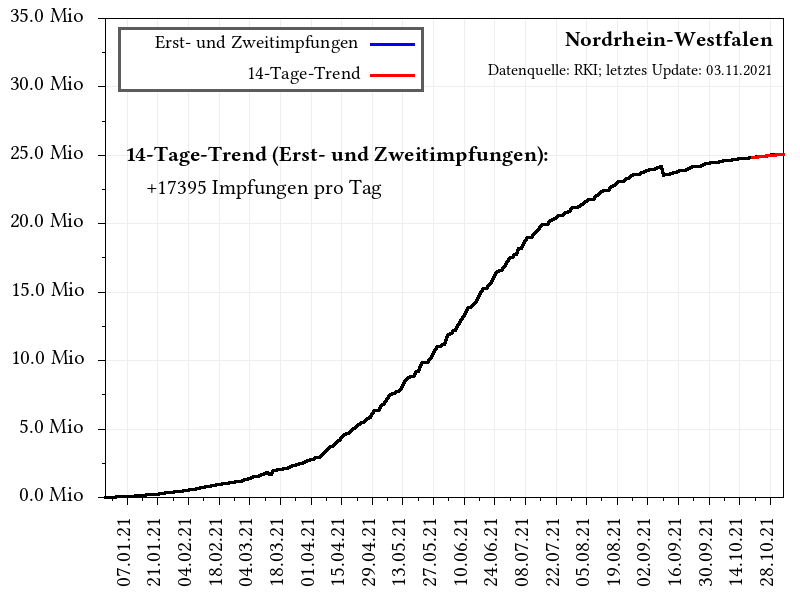 35.0 Mio
30.0 Mio
25.0 Mio
20.0 Mio
15.0 Mio
10.0 Mio
5.0 Mio
0.0 Mio
Erst- und Zweitimpfungen
14-Tage-Trend
Nordrhein-Westfalen
Datenquelle: RKI; letztes Update: 03.11.2021
14-Tage-Trend (Erst- und Zweitimpfungen):
+17395 Impfungen pro Tag
07.01.21
21.01.21
04.02.21
18.02.21
04.03.21
18.03.21
01.04.21
15.04.21
29.04.21
13.05.21
27.05.21
10.06.21
24.06.21
08.07.21
22.07.21
05.08.21
19.08.21
02.09.21
16.09.21
30.09.21
14.10.21
28.10.21